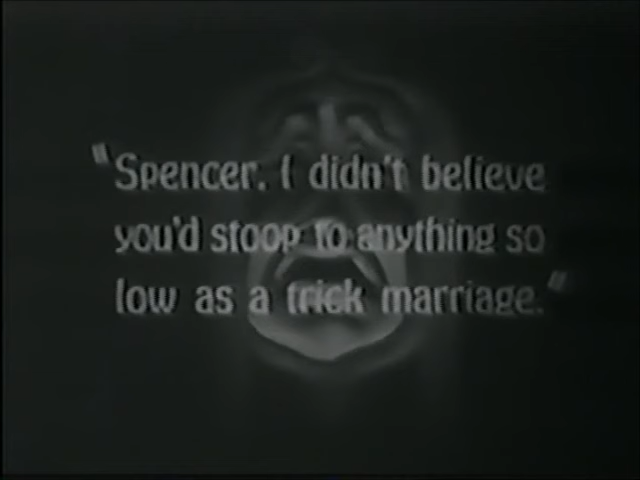 "Spencer, I didn't believe
you'd stoop to anything so
low as a trick marriage."